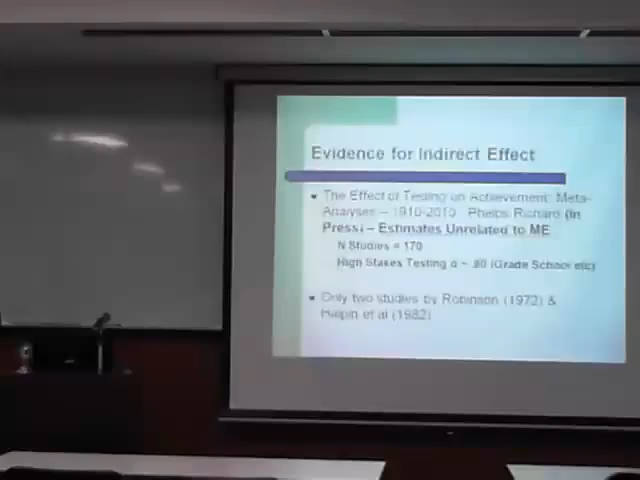 Evidence for Indirect Effect
The Effect of Testing on Achievement: Meta-
Analyses – 1910-2010 Phelps Richard (In
Press) – Estimates Unrelated to ME
N Studies = 170
High Stakes Testing d ~ .80 (Grade School etc)
Only two studies by Robinson (1972) &
Halpin et al (1982)